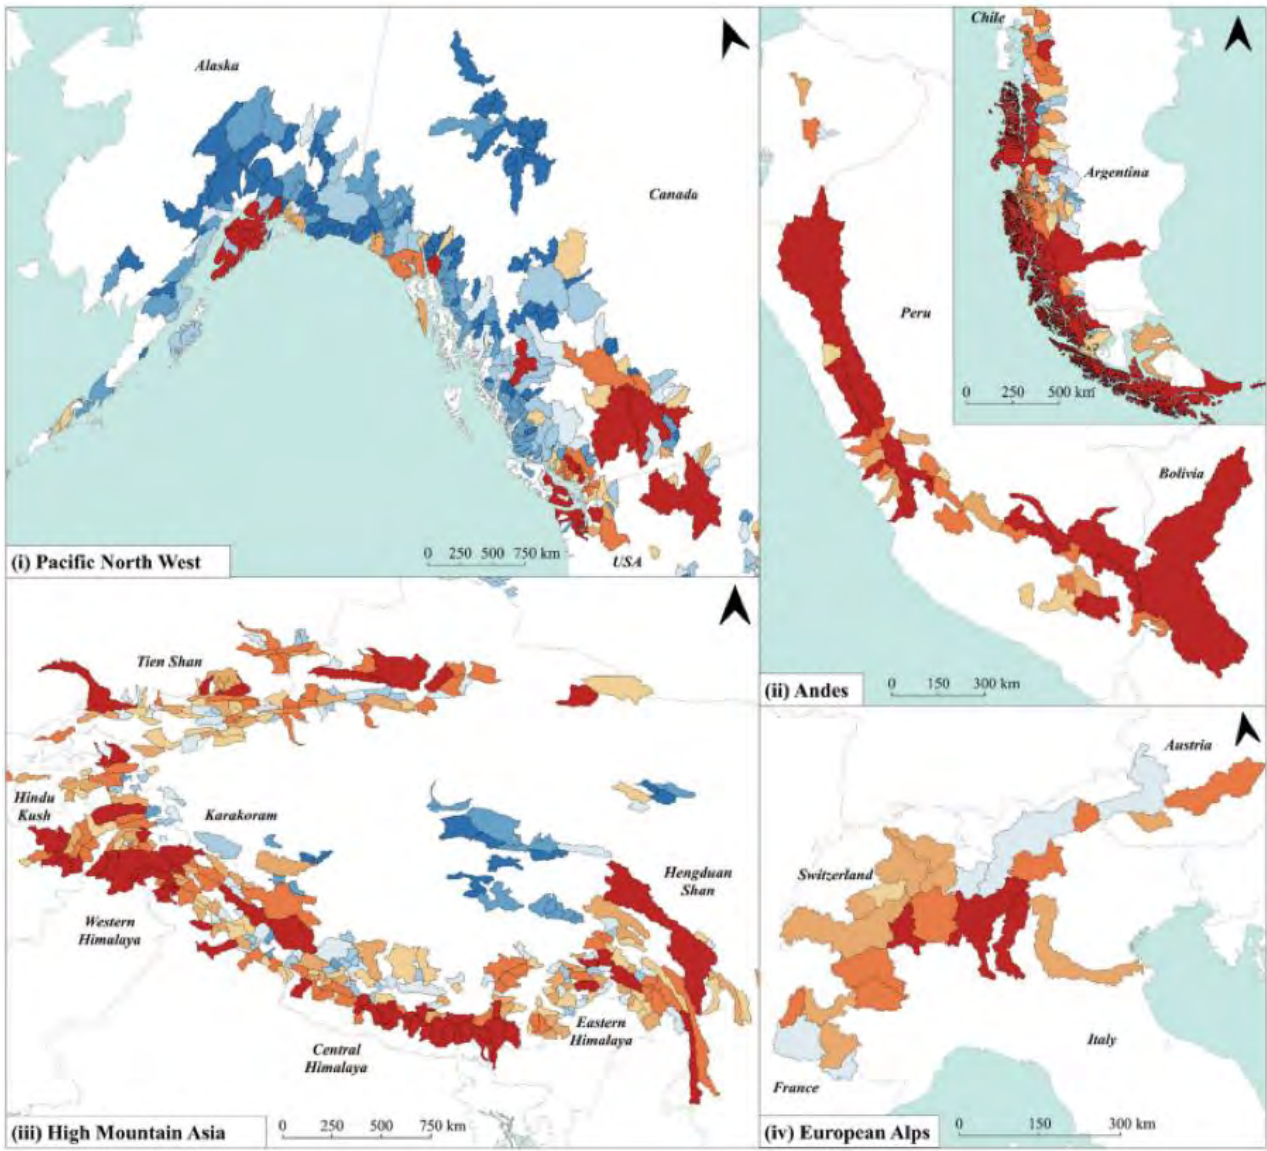 Alaska
Canada
USA
0 250 500 750 km
(i) Pacific North West
Chile
Argentina
0 250 500 km
Peru
Bolivia
(ii) Andes
0 150 300 km
Tien Shan
Hindu
Kush
Karakoram
Hengduan
Shan
Western
Himalaya
Central
Himalaya
Eastern
Himalaya
(iii) High Mountain Asia
0 250 500 750 km
Austria
Switzerland
Italy
France
(iv) European Alps
0 150 300 km